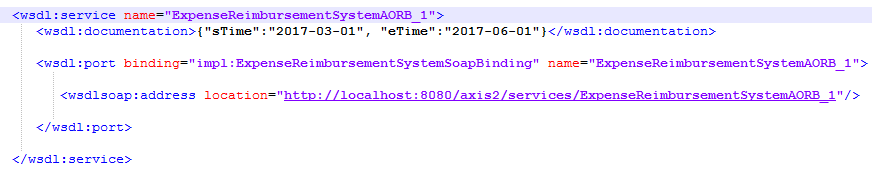 <wsdl:service name="ExpenseReimbursementSystemAORB_1">
<wsdl:documentation>{"sTime":"2017-03-01", "eTime":"2017-06-01"}</wsdl:documentation>
<wsdl:port binding="impl:ExpenseReimbursementSystemSoapBinding" name="ExpenseReimbursementSystemAORB_1">
<wsdlsoap:address location="http://localhost:8080/axis2/services/ExpenseReimbursementSystemAORB_1"/>
</wsdl:port>
</wsdl:service>